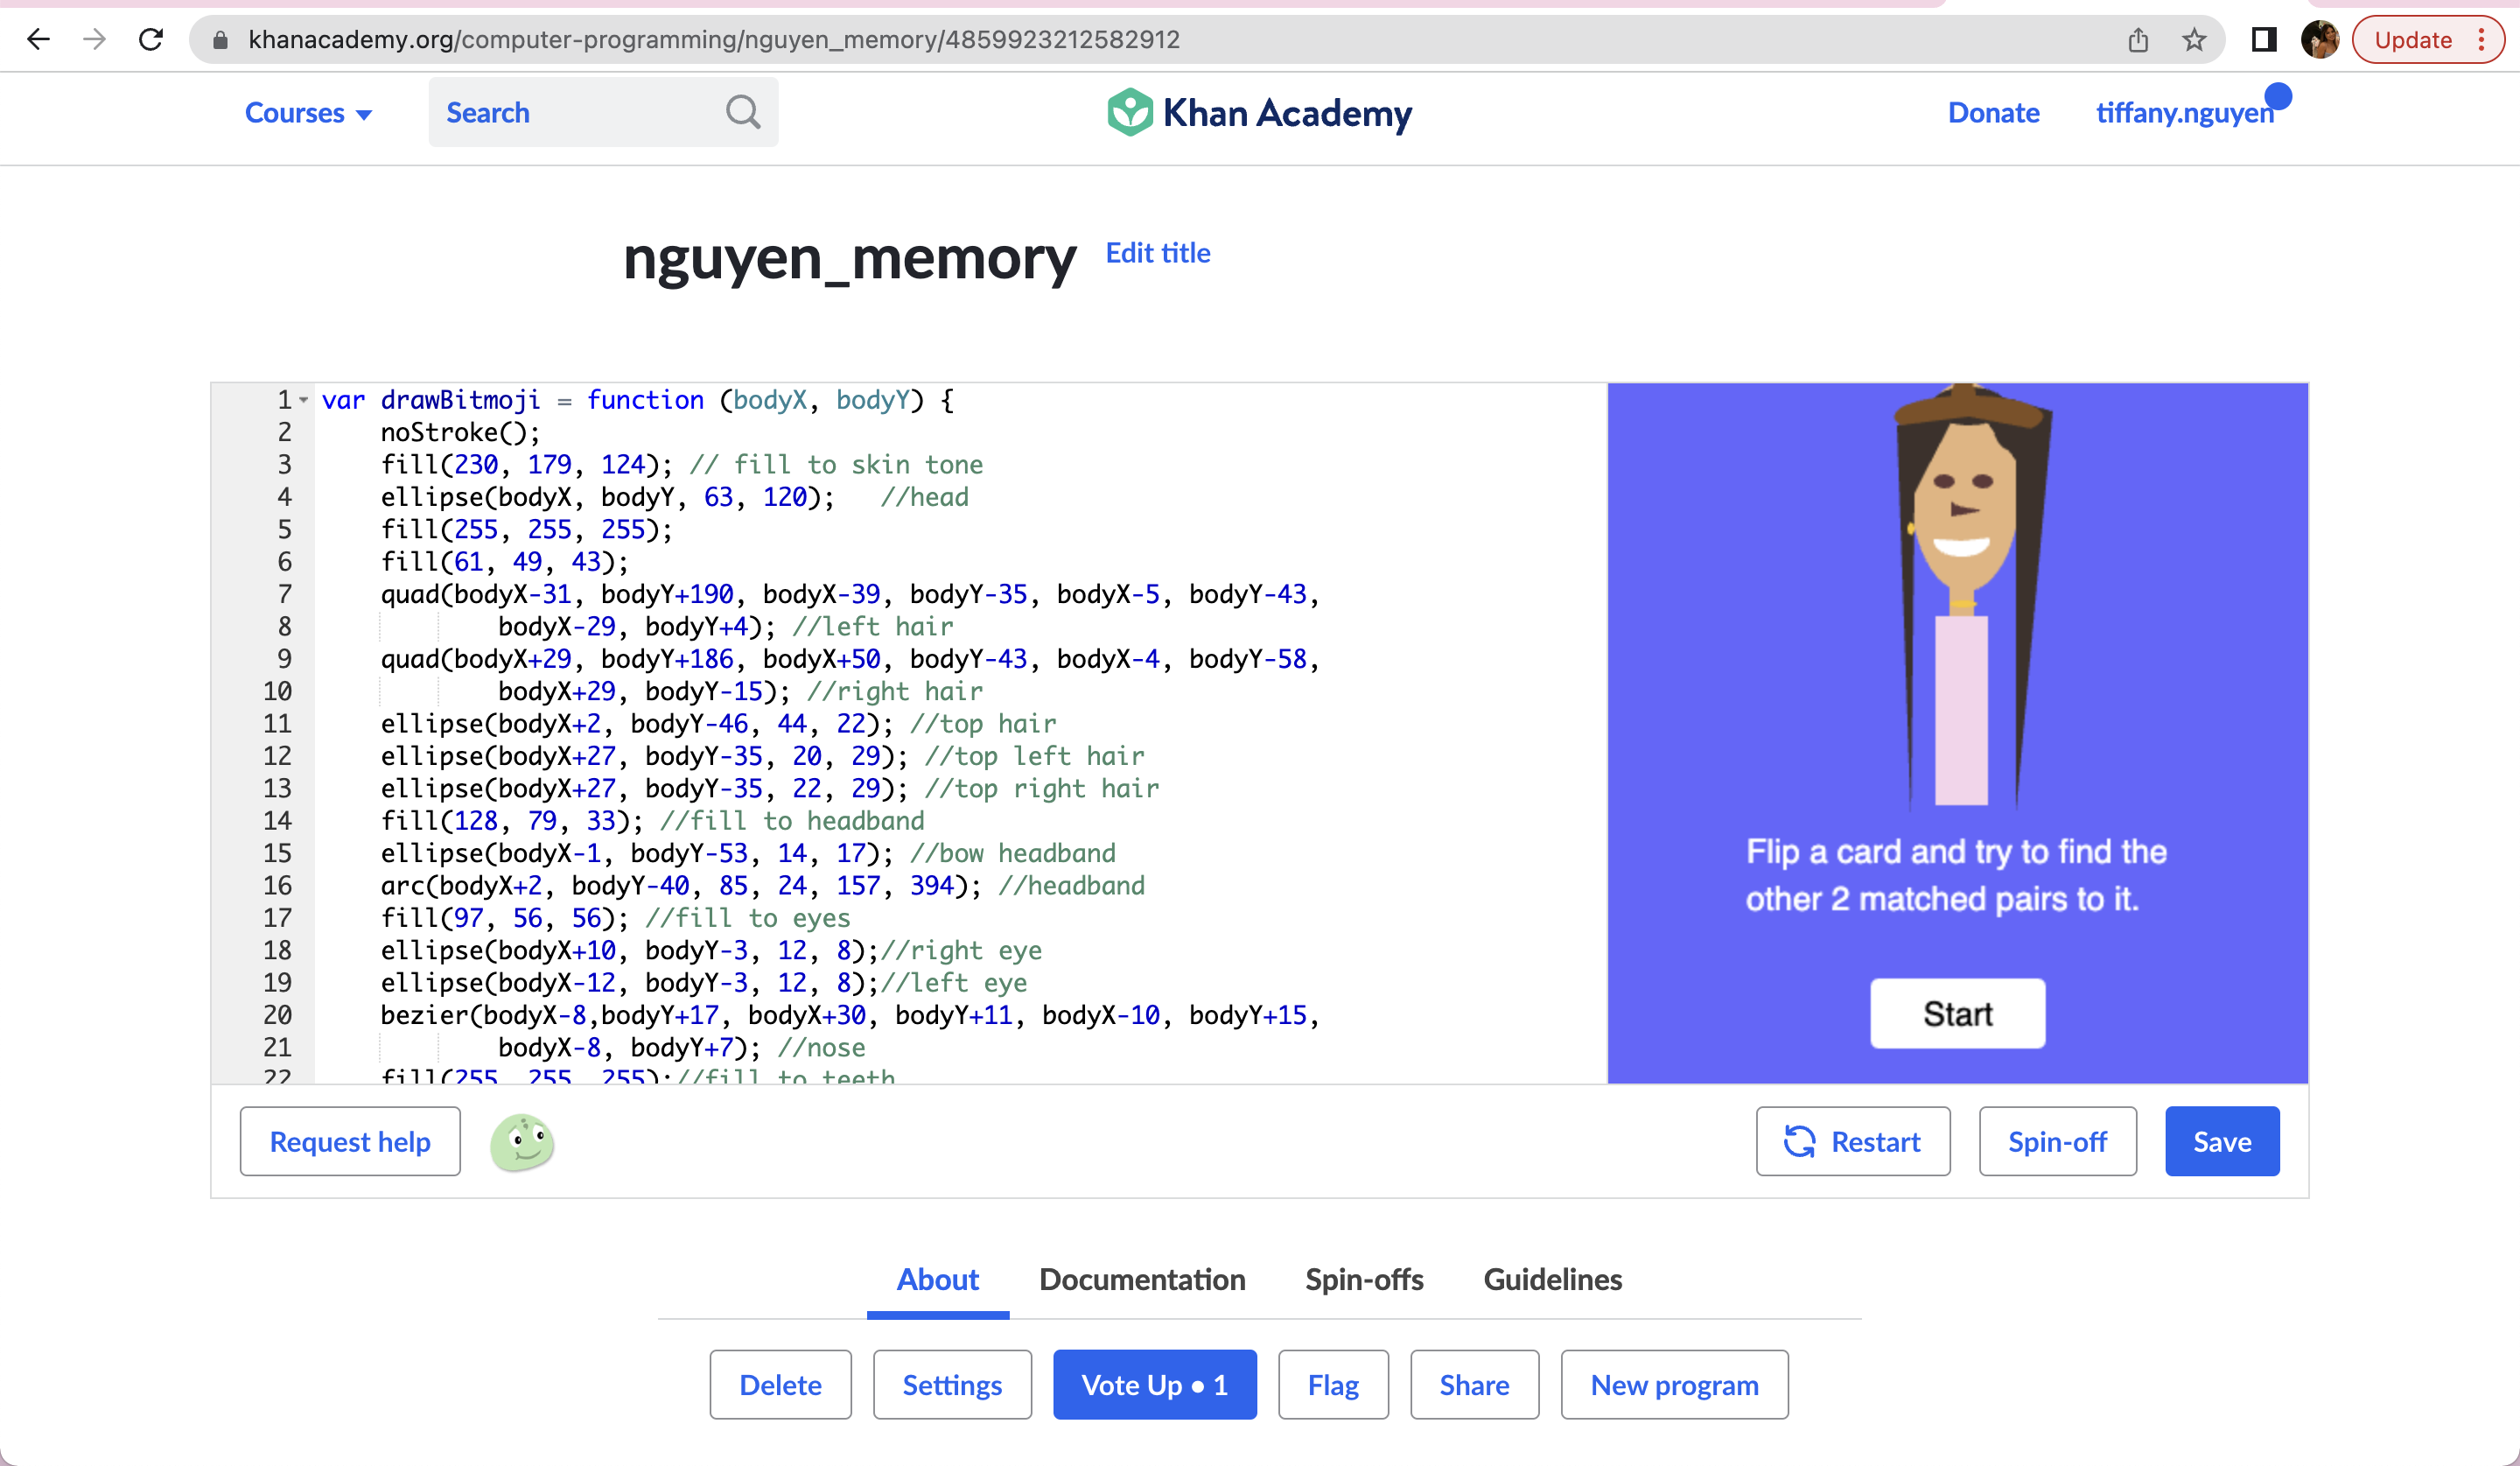 khanacademy.org/computer-programming/nguyen_memory/4859923212582912
Update
Courses
Search
Khan Academy
Donate
tiffany.nguyen
nguyen_memory
Edit title
1 var drawBitmoji = function (bodyX, bodyY) {
2 noStroke();
3 fill(230, 179, 124); // fill to skin tone
4 ellipse(bodyX, bodyY, 63, 120); //head
5 fill(255, 255, 255);
6 fill(61, 49, 43);
7 quad(bodyX-31, bodyY+190, bodyX-39, bodyY-35, bodyX-5, bodyY-43,
8 bodyX-29, bodyY+4); //left hair
9 quad(bodyX+29, bodyY+186, bodyX+50, bodyY-43, bodyX-4, bodyY-58,
10 bodyX+29, bodyY-15); //right hair
11 ellipse(bodyX+2, bodyY-46, 44, 22); //top hair
12 ellipse(bodyX+27, bodyY-35, 20, 29); //top left hair
13 ellipse(bodyX+27, bodyY-35, 22, 29); //top right hair
14 fill(128, 79, 33); //fill to headband
15 ellipse(bodyX-1, bodyY-53, 14, 17); //bow headband
16 arc(bodyX+2, bodyY-40, 85, 24, 157, 394); //headband
17 fill(97, 56, 56); //fill to eyes
18 ellipse(bodyX+10, bodyY-3, 12, 8);//right eye
19 ellipse(bodyX-12, bodyY-3, 12, 8);//left eye
20 bezier(bodyX-8,bodyY+17, bodyX+30, bodyY+11, bodyX-10, bodyY+15,
21 bodyX-8, bodyY+7); //nose
22 fill(255, 255, 255);//fill to teeth
Flip a card and try to find the
other 2 matched pairs to it.
Start
Request help
Restart
Spin-off
Save
About
Documentation
Spin-offs
Guidelines
Delete
Settings
Vote Up • 1
Flag
Share
New program